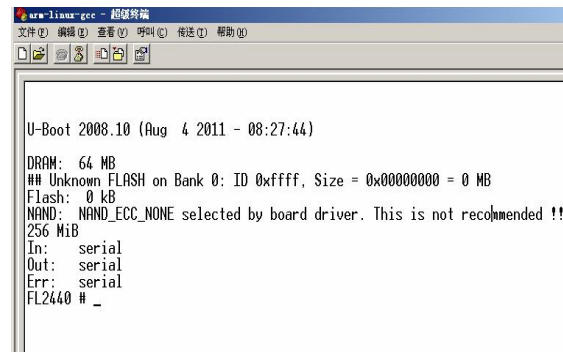 arm-linux-gcc - 超级终端
文件(F) 编辑(E) 查看(V) 呼叫(C) 传送(T) 帮助(H)
U-Boot 2008.10 (Aug  4 2011 - 08:27:44)
DRAM:  64 MB
## Unknown FLASH on Bank 0: ID 0xffff, Size = 0x00000000 = 0 MB
Flash:  0 kB
NAND:  NAND_ECC_NONE selected by board driver. This is not recommended !!
256 MiB
In:    serial
Out:   serial
Err:   serial
FL2440 # _